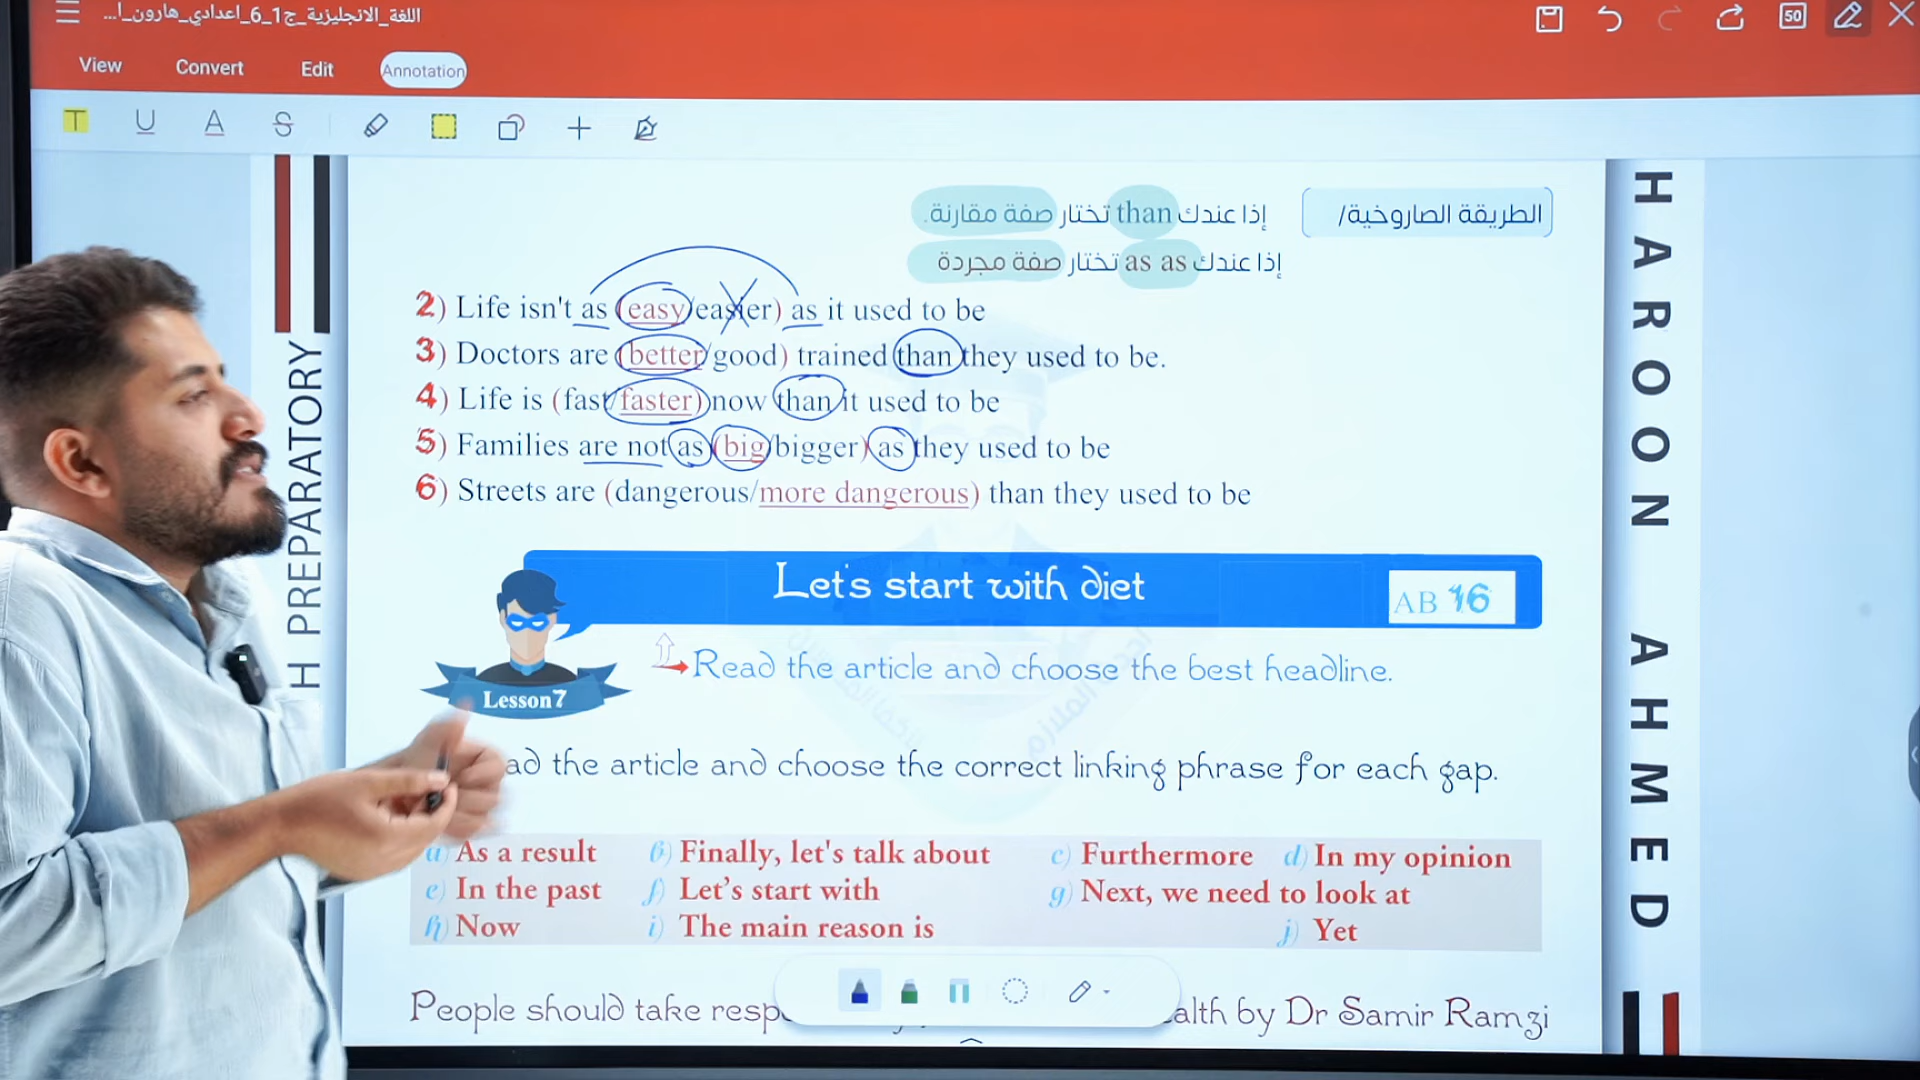 اللغة_الانجليزية_ج1_6_اعدادي_هارون_ا...
50
View Convert Edit Annotation
T U A S
الطريقة الصاروخية/ إذا عندك than تختار صفة مقارنة.
إذا عندك as as تختار صفة مجردة
2) Life isn't as (easy/easier) as it used to be
3) Doctors are (better/good) trained than they used to be.
4) Life is (fast/faster) now than it used to be
5) Families are not as (big/bigger) as they used to be
6) Streets are (dangerous/more dangerous) than they used to be
Let's start with diet
AB 16
Lesson7
Read the article and choose the best headline.
ad the article and choose the correct linking phrase for each gap.
a) As a result b) Finally, let's talk about c) Furthermore d) In my opinion
e) In the past f) Let's start with g) Next, we need to look at
h) Now i) The main reason is j) Yet
People should take resp alth by Dr Samir Ramzi
H PREPARATORY
HAROON AHMED